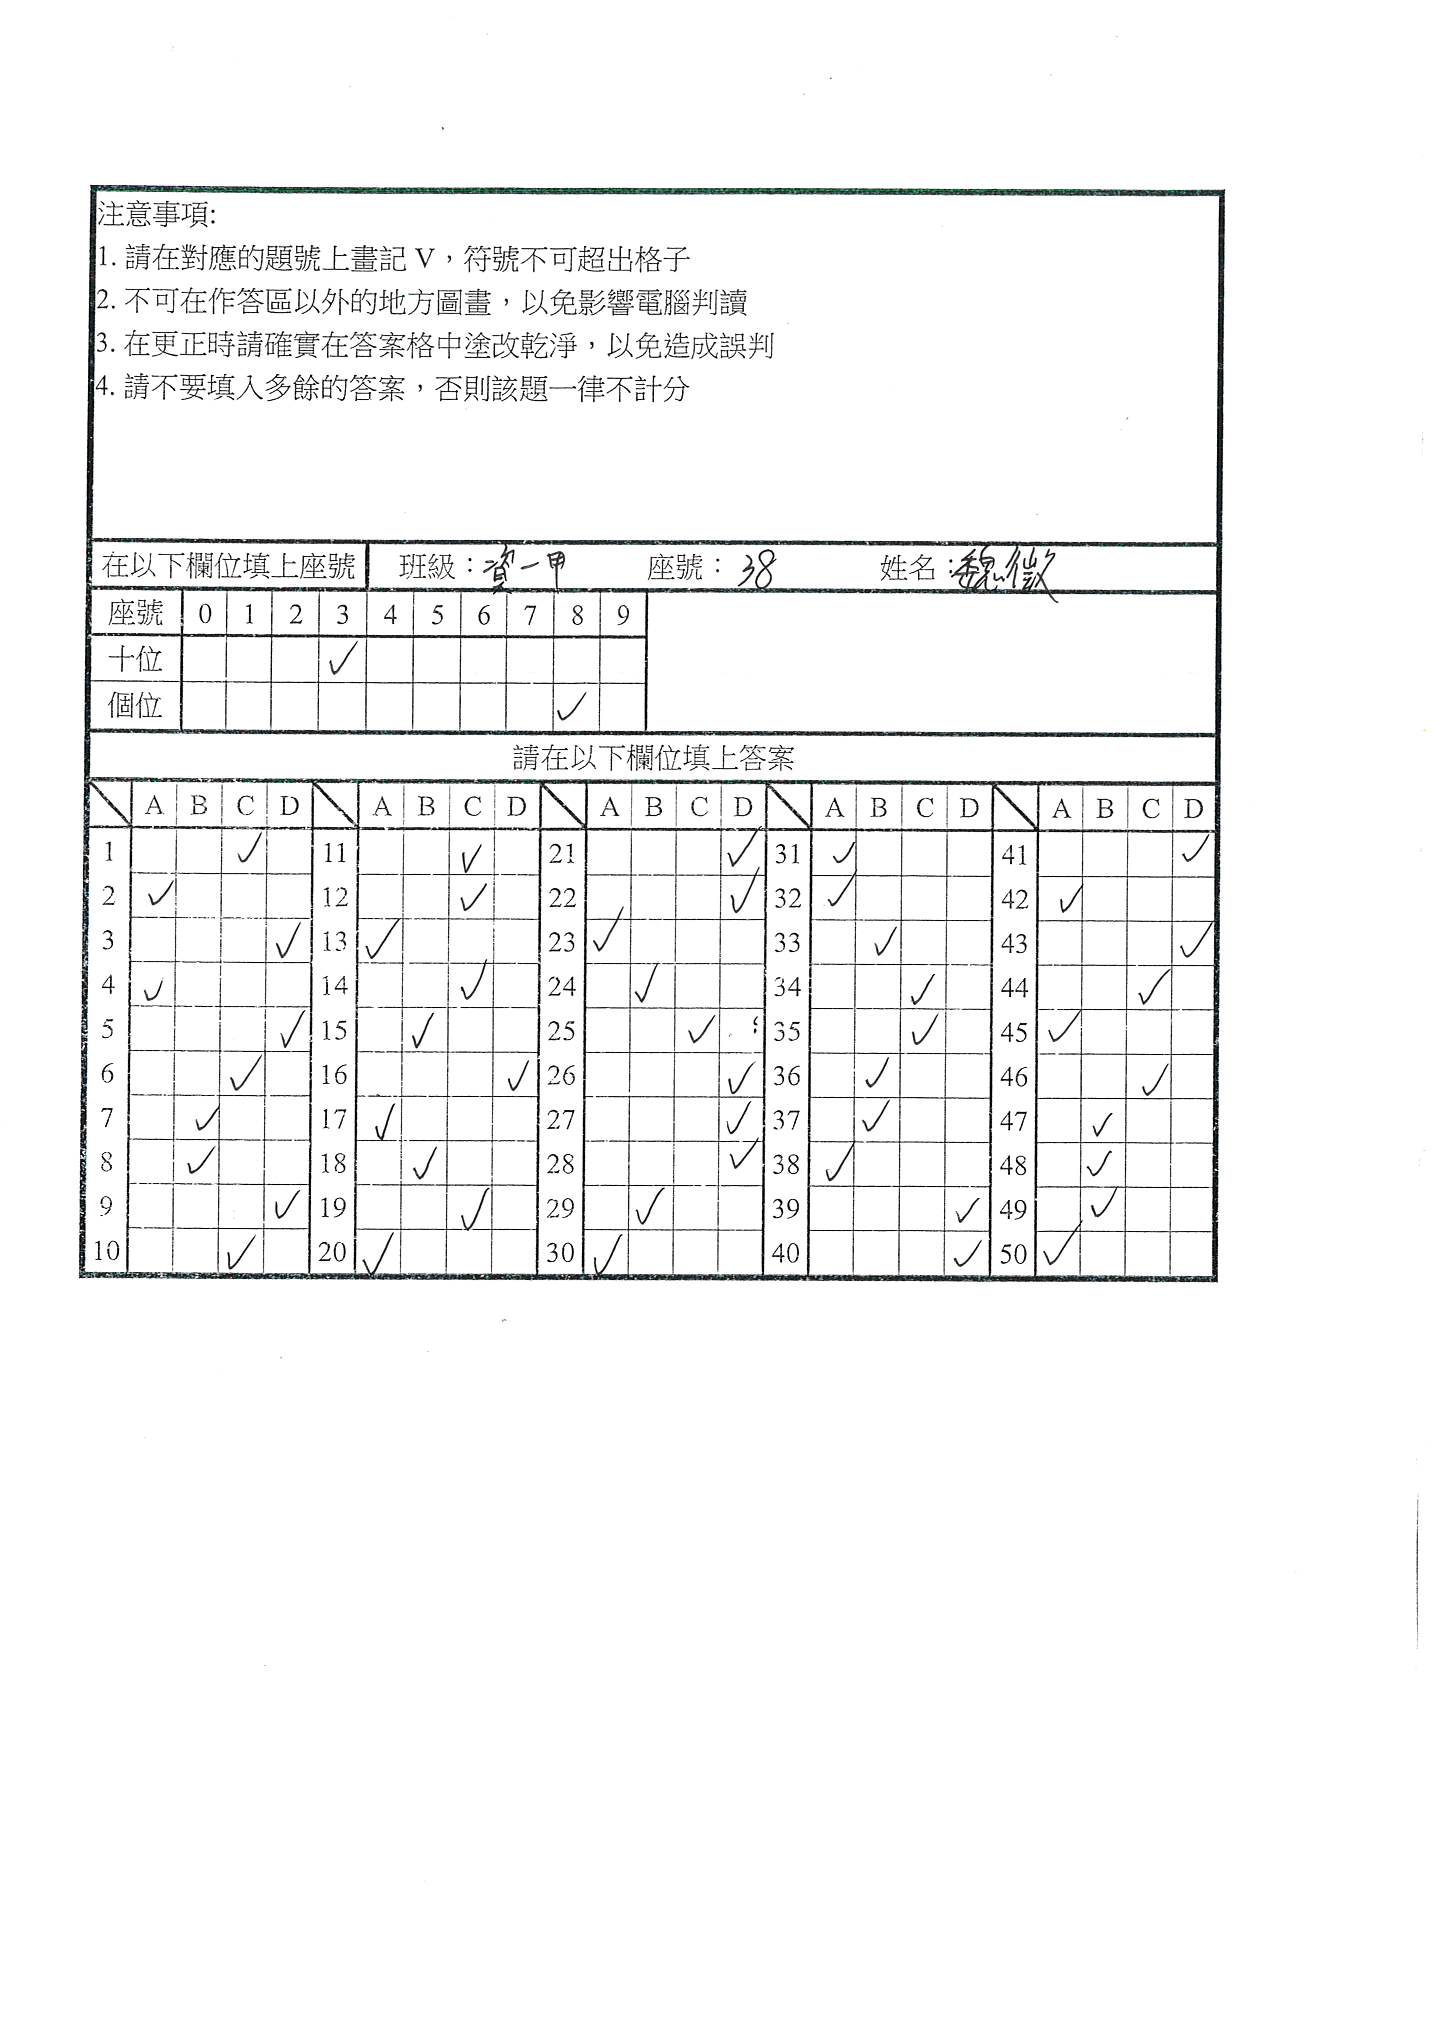 注意事項:
1. 請在對應的題號上畫記 V，符號不可超出格子
2. 不可在作答區以外的地方圖畫，以免影響電腦判讀
3. 在更正時請確實在答案格中塗改乾淨，以免造成誤判
4. 請不要填入多餘的答案，否則該題一律不計分
在以下欄位填上座號 班級：資一甲 座號：38 姓名：魏徵
座號 0 1 2 3 4 5 6 7 8 9
十位 ✓
個位 ✓
請在以下欄位填上答案
A B C D A B C D A B C D A B C D A B C D
1 ✓ 11 ✓ 21 ✓ 31 ✓ 41 ✓
2 ✓ 12 ✓ 22 ✓ 32 ✓ 42 ✓
3 ✓ 13 ✓ 23 ✓ 33 ✓ 43 ✓
4 ✓ 14 ✓ 24 ✓ 34 ✓ 44 ✓
5 ✓ 15 ✓ 25 ✓ 35 ✓ 45 ✓
6 ✓ 16 ✓ 26 ✓ 36 ✓ 46 ✓
7 ✓ 17 ✓ 27 ✓ 37 ✓ 47 ✓
8 ✓ 18 ✓ 28 ✓ 38 ✓ 48 ✓
9 ✓ 19 ✓ 29 ✓ 39 ✓ 49 ✓
10 ✓ 20 ✓ 30 ✓ 40 ✓ 50 ✓